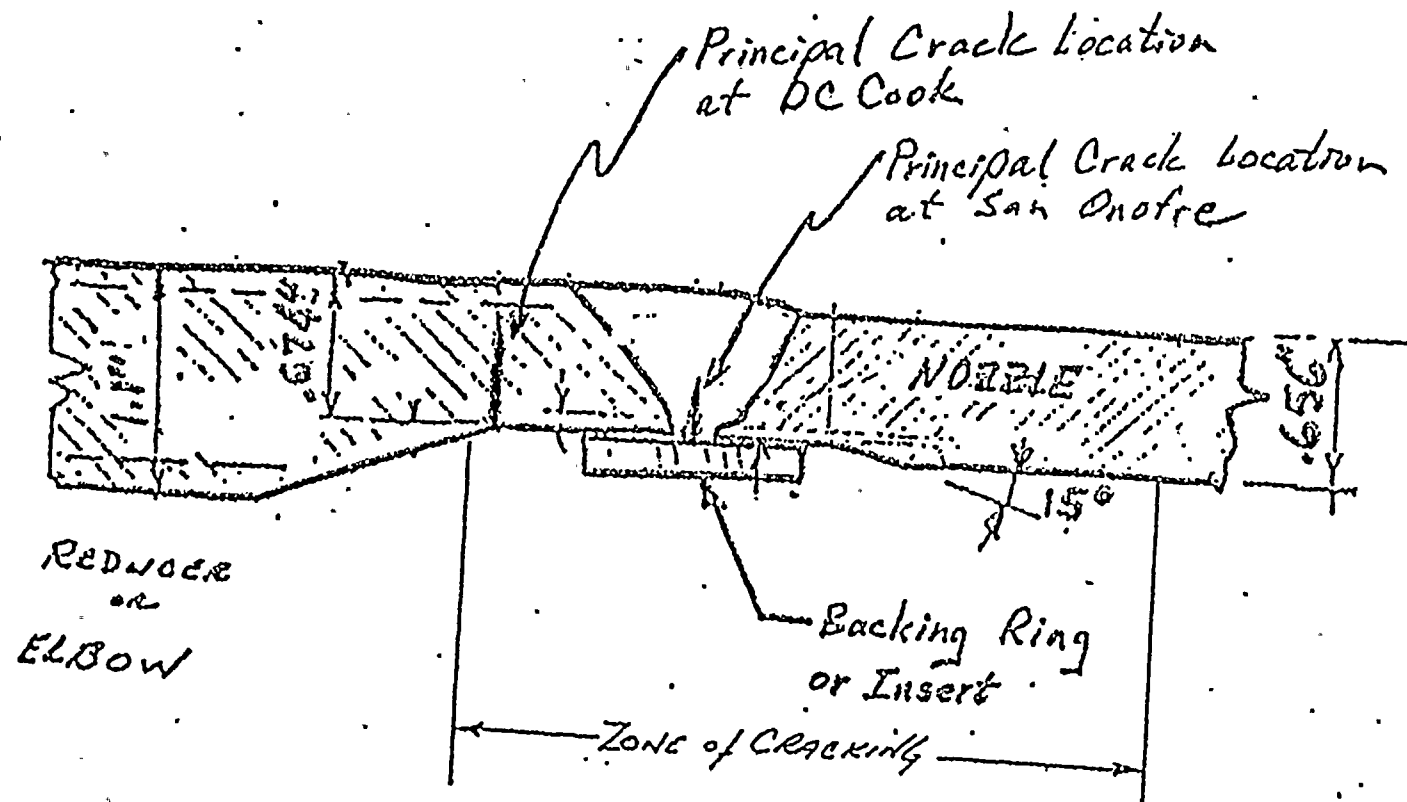 Principal Crack Location
at DC Cook
Principal Crack Location
at San Onofre
NOZZLE
.656"
15°
REDUCER
OR
ELBOW
Backing Ring
or Insert
ZONE of CRACKING